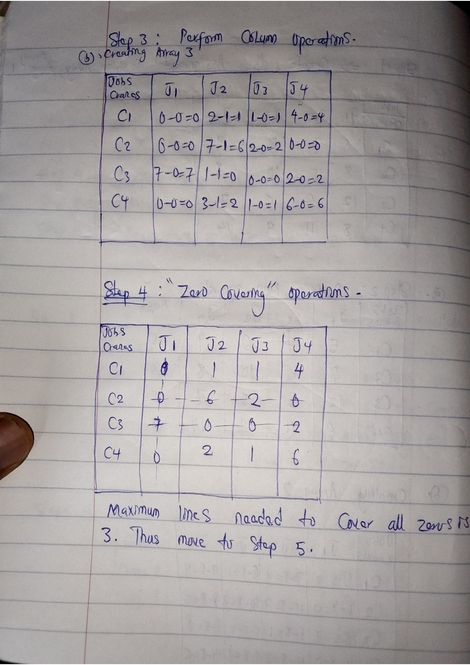 Step 3 : Perform Column Operations.
(b). Creating Array 3
Jobs
Cranes J1 J2 J3 J4
C1 0-0=0 2-1=1 1-0=1 4-0=4
C2 6-0=0 7-1=6 2-0=2 0-0=0
C3 7-0=7 1-1=0 0-0=0 2-0=2
C4 0-0=0 3-1=2 1-0=1 6-0=6
Step 4 : "Zero Covering" operations -
Jobs
Cranes J1 J2 J3 J4
C1 0 1 1 4
C2 0 6 2 0
C3 7 0 0 2
C4 0 2 1 6
Maximum lines needed to Cover all zeros is
3. Thus move to Step 5.